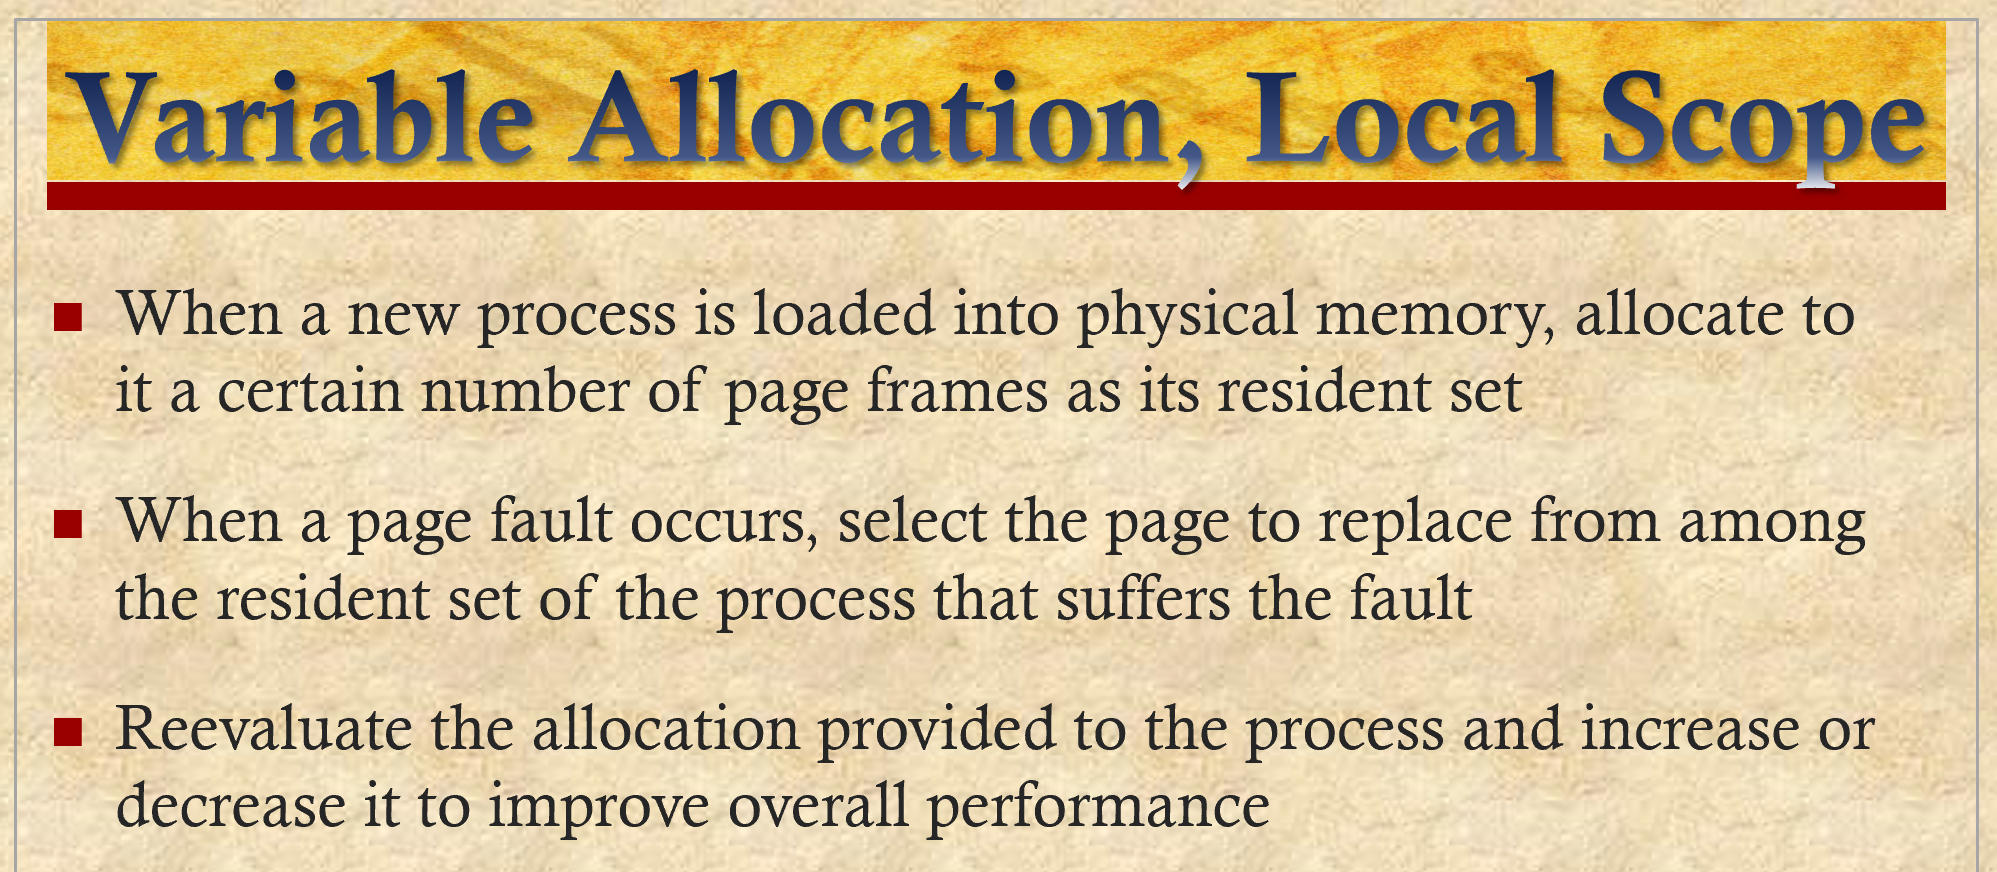 Variable Allocation, Local Scope
When a new process is loaded into physical memory, allocate to
it a certain number of page frames as its resident set
When a page fault occurs, select the page to replace from among
the resident set of the process that suffers the fault
Reevaluate the allocation provided to the process and increase or
decrease it to improve overall performance